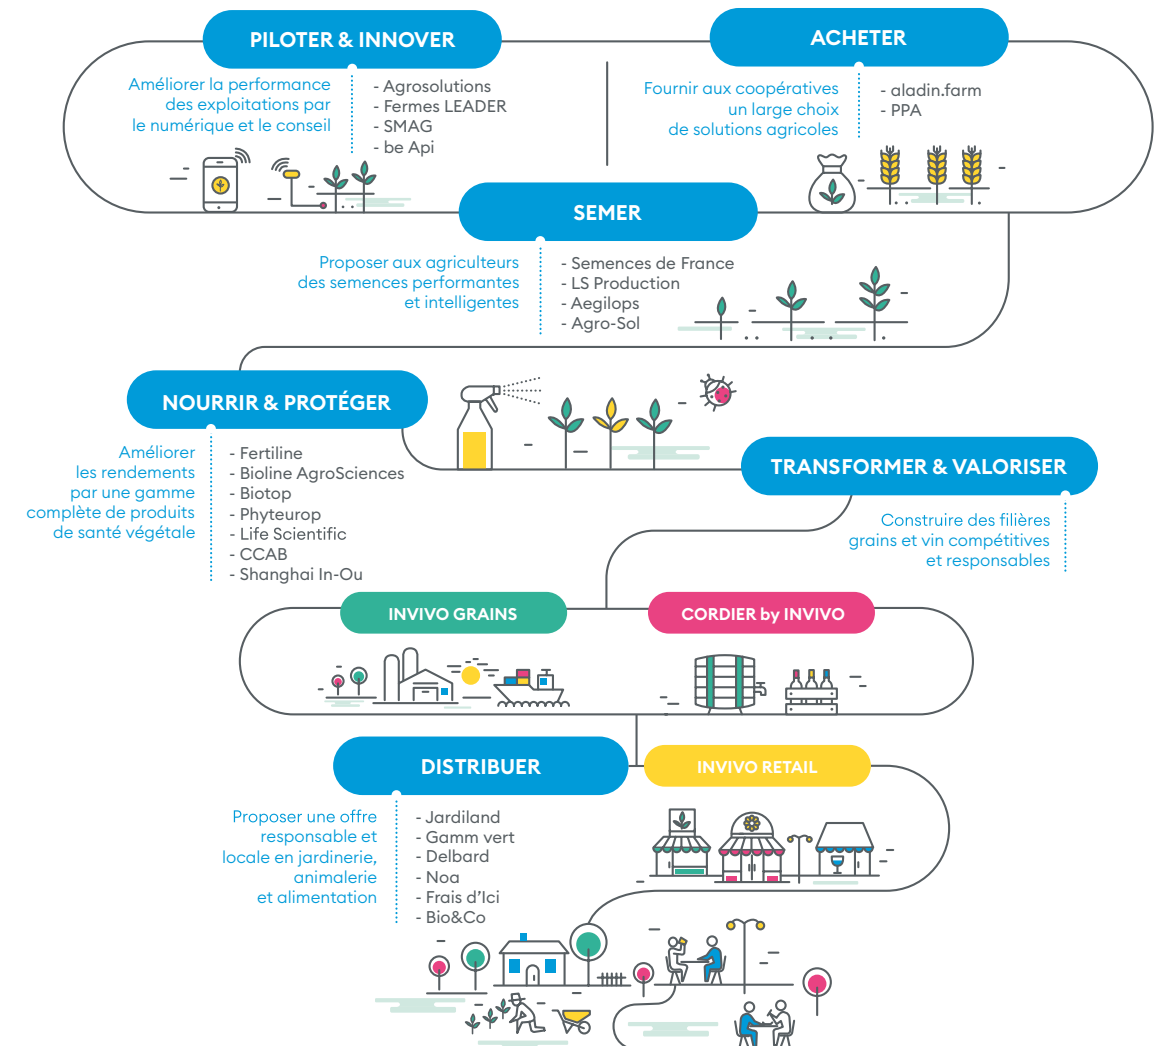 PILOTER & INNOVER
Améliorer la performance
des exploitations par
le numérique et le conseil
- Agrosolutions
- Fermes LEADER
- SMAG
- be Api
ACHETER
Fournir aux coopératives
un large choix
de solutions agricoles
- aladin.farm
- PPA
SEMER
Proposer aux agriculteurs
des semences performantes
et intelligentes
- Semences de France
- LS Production
- Aegilops
- Agro-Sol
NOURRIR & PROTÉGER
Améliorer
les rendements
par une gamme
complète de produits
de santé végétale
- Fertiline
- Bioline AgroSciences
- Biotop
- Phyteurop
- Life Scientific
- CCAB
- Shanghai In-Ou
TRANSFORMER & VALORISER
Construire des filières
grains et vin compétitives
et responsables
INVIVO GRAINS
CORDIER by INVIVO
DISTRIBUER
Proposer une offre
responsable et
locale en jardinerie,
animalerie
et alimentation
- Jardiland
- Gamm vert
- Delbard
- Noa
- Frais d'Ici
- Bio&Co
INVIVO RETAIL